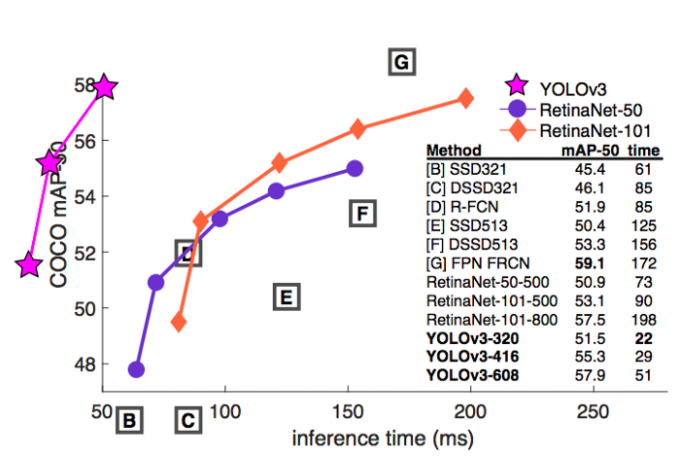 G
58
YOLOv3
RetinaNet-50
RetinaNet-101
56
COCO mAP-50
54
52
50
48
F
D
E
Method mAP-50 time
[B] SSD321 45.4 61
[C] DSSD321 46.1 85
[D] R-FCN 51.9 85
[E] SSD513 50.4 125
[F] DSSD513 53.3 156
[G] FPN FRCN 59.1 172
RetinaNet-50-500 50.9 73
RetinaNet-101-500 53.1 90
RetinaNet-101-800 57.5 198
YOLOv3-320 51.5 22
YOLOv3-416 55.3 29
YOLOv3-608 57.9 51
50 B C 100 150 200 250
inference time (ms)